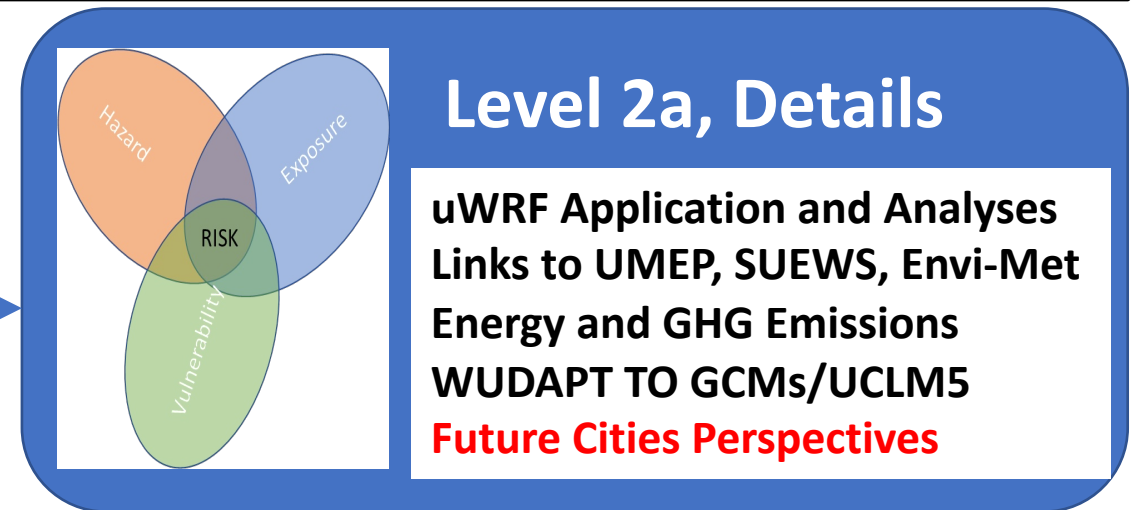 Level 2a, Details
Hazard
Exposure
RISK
Vulnerability
uWRF Application and Analyses
Links to UMEP, SUEWS, Envi-Met
Energy and GHG Emissions
WUDAPT TO GCMs/UCLM5
Future Cities Perspectives